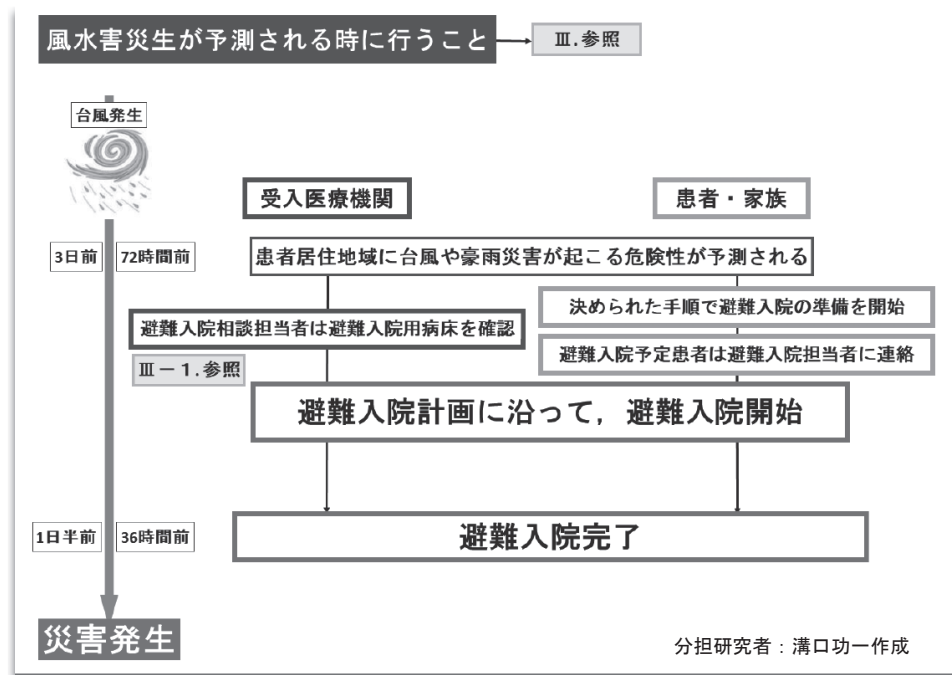 風水害災生が予測される時に行うこと
Ⅲ.参照
台風発生
受入医療機関
患者・家族
3日前
72時間前
患者居住地域に台風や豪雨災害が起こる危険性が予測される
決められた手順で避難入院の準備を開始
避難入院相談担当者は避難入院用病床を確認
避難入院予定患者は避難入院担当者に連絡
Ⅲ－1.参照
避難入院計画に沿って，避難入院開始
1日半前
36時間前
避難入院完了
災害発生
分担研究者：溝口功一作成